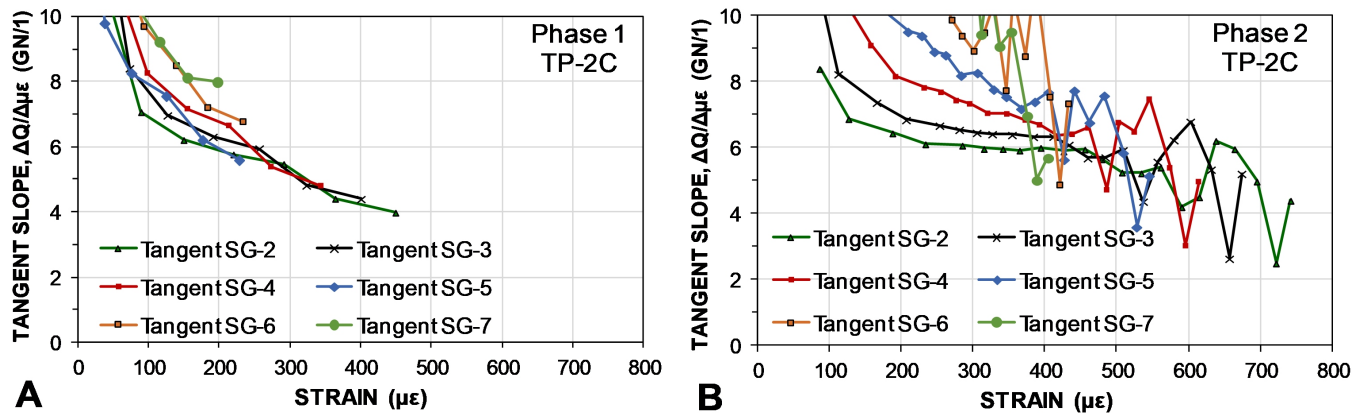 TANGENT SLOPE, ΔQ/Δµε (GN/1)
10
8
6
4
2
0
Phase 1
TP-2C
Tangent SG-2
Tangent SG-3
Tangent SG-4
Tangent SG-5
Tangent SG-6
Tangent SG-7
0 100 200 300 400 500 600 700 800
STRAIN (µε)
A
TANGENT SLOPE, ΔQ/Δµε (GN/1)
10
8
6
4
2
0
Phase 2
TP-2C
Tangent SG-2
Tangent SG-3
Tangent SG-4
Tangent SG-5
Tangent SG-6
Tangent SG-7
0 100 200 300 400 500 600 700 800
STRAIN (µε)
B